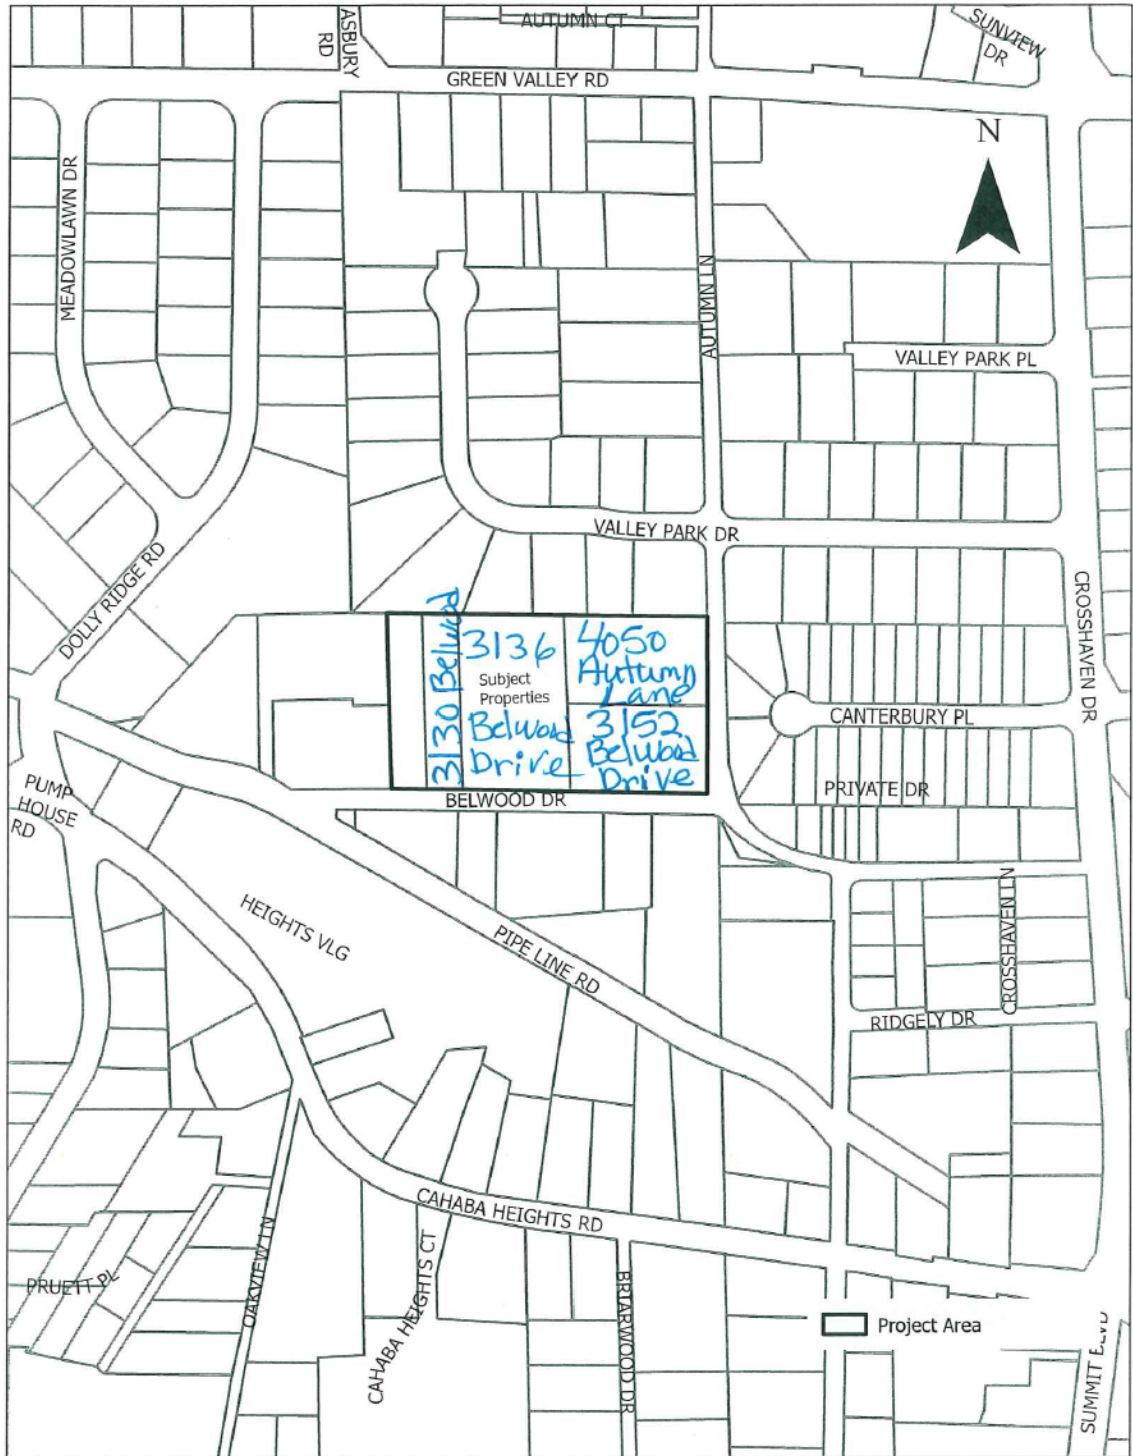 AUTUMN CT
SUNVIEW
DR
ASBURY
RD
GREEN VALLEY RD
N
MEADOWLAWN DR
AUTUMN LN
VALLEY PARK PL
VALLEY PARK DR
DOLLY RIDGE RD
CROSSHAVEN DR
3130 Belwood
3136
Subject
Properties
Belwood
Drive
4050
Autumn
Lane
3152
Belwood
Drive
CANTERBURY PL
PRIVATE DR
BELWOOD DR
PUMP
HOUSE
RD
HEIGHTS VLG
PIPE LINE RD
CROSSHAVEN LN
RIDGELY DR
CAHABA HEIGHTS RD
PRUETT PL
OAKVIEW LN
CAHABA HEIGHTS CT
BRIARWOOD DR
Project Area
SUMMIT BLVD